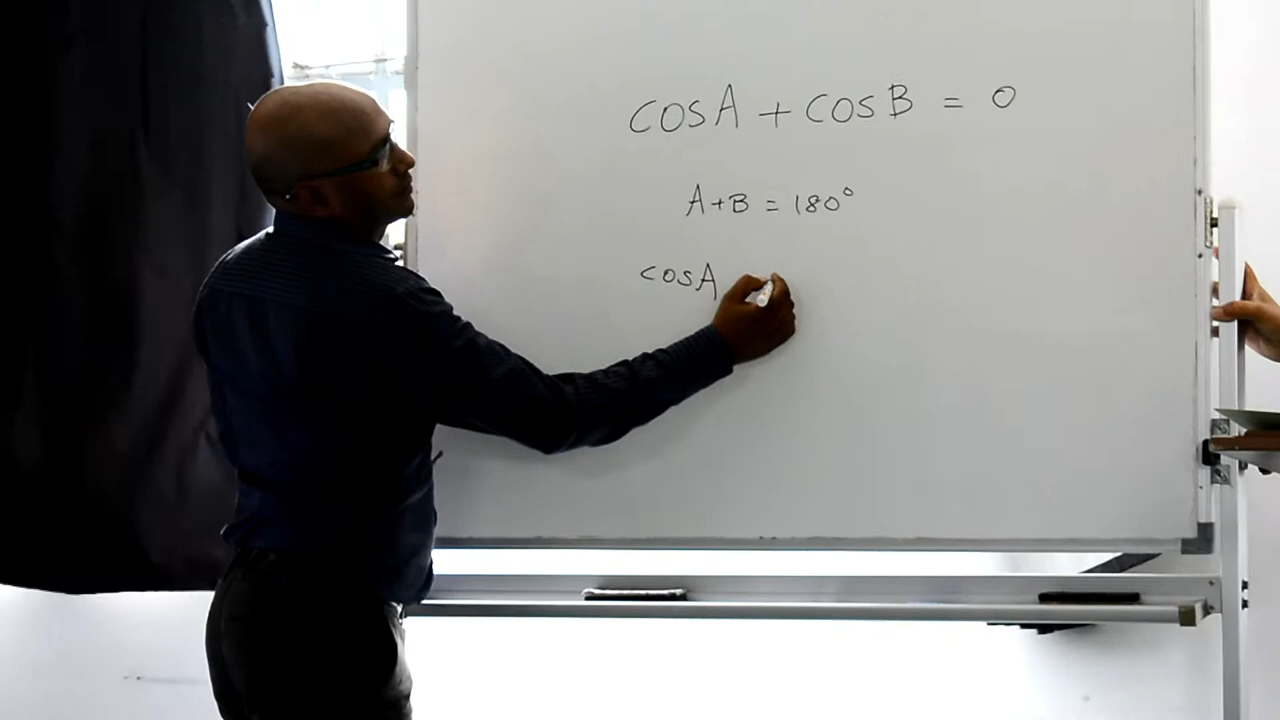 cosA + cosB = 0
A+B = 180°
cosA